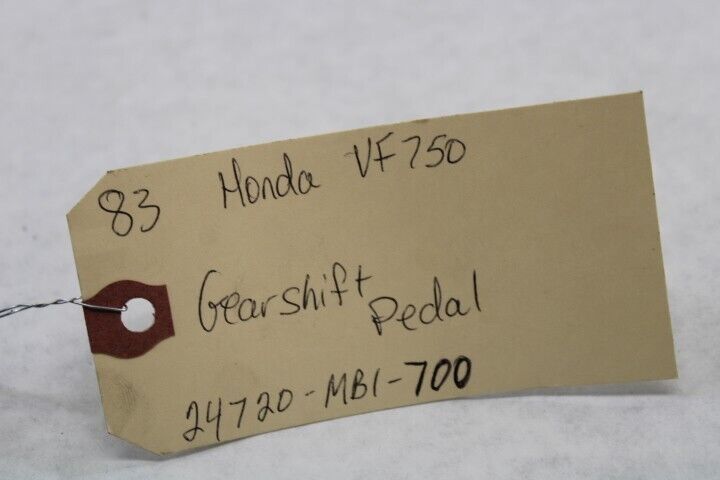 83 Honda VF750
Gearshift
Pedal
24720-MB1-700